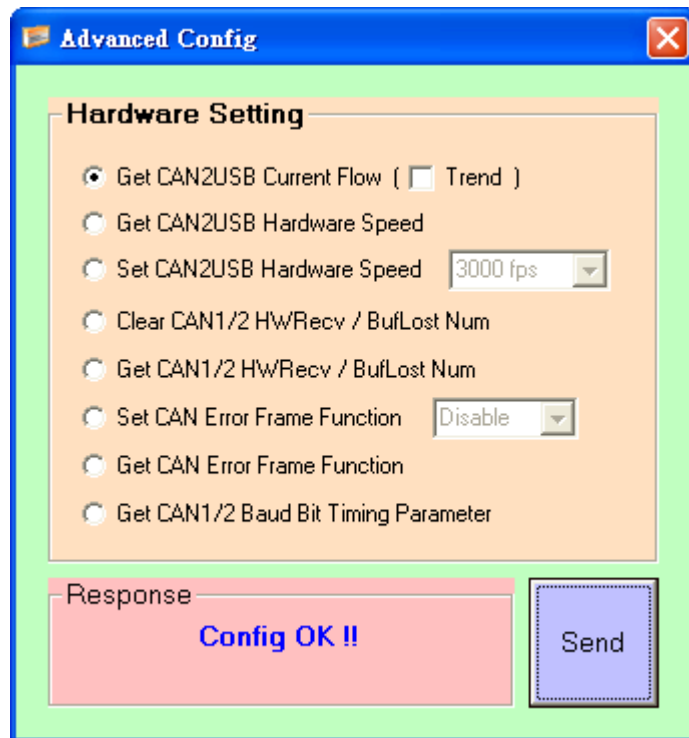 Advanced Config
Hardware Setting
Get CAN2USB Current Flow ( Trend )
Get CAN2USB Hardware Speed
Set CAN2USB Hardware Speed 3000 fps
Clear CAN1/2 HWRecv / BufLost Num
Get CAN1/2 HWRecv / BufLost Num
Set CAN Error Frame Function Disable
Get CAN Error Frame Function
Get CAN1/2 Baud Bit Timing Parameter
Response
Config OK !!
Send